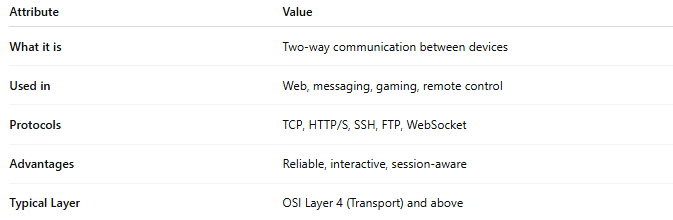 Attribute Value
What it is Two-way communication between devices
Used in Web, messaging, gaming, remote control
Protocols TCP, HTTP/S, SSH, FTP, WebSocket
Advantages Reliable, interactive, session-aware
Typical Layer OSI Layer 4 (Transport) and above